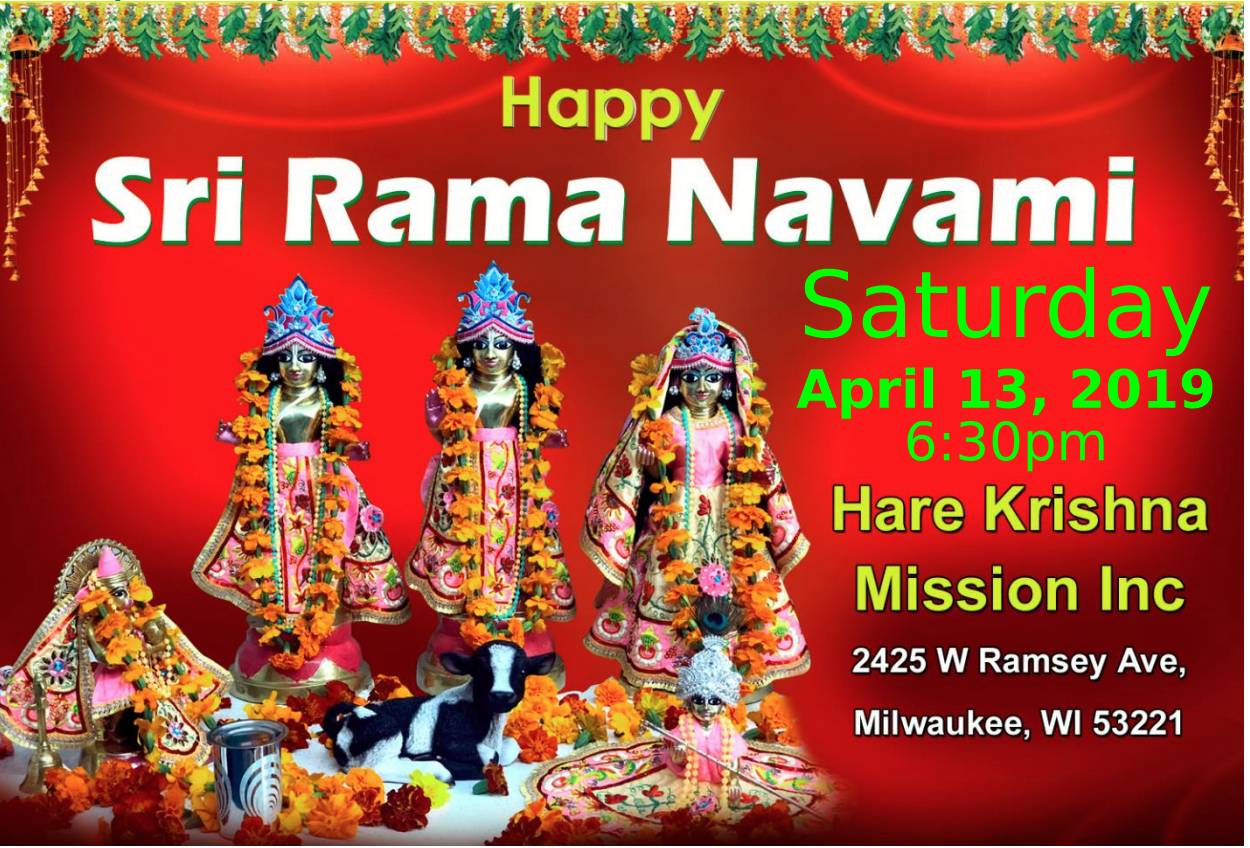 Happy
Sri Rama Navami
Saturday
April 13, 2019
6:30pm
Hare Krishna
Mission Inc
2425 W Ramsey Ave,
Milwaukee, WI 53221